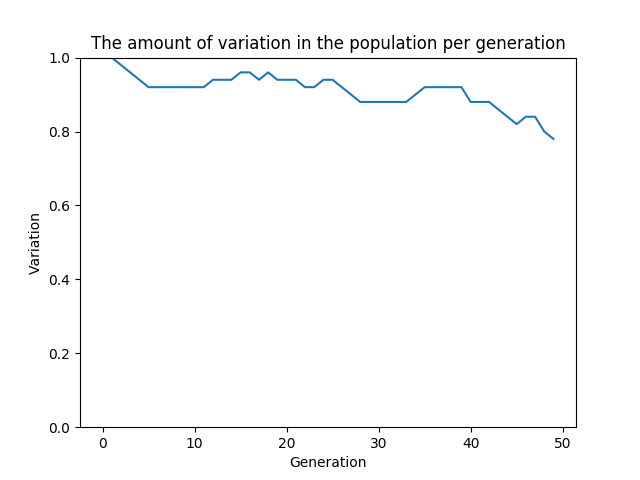 The amount of variation in the population per generation
1.0
0.8
0.6
0.4
0.2
0.0
Variation
0 10 20 30 40 50
Generation